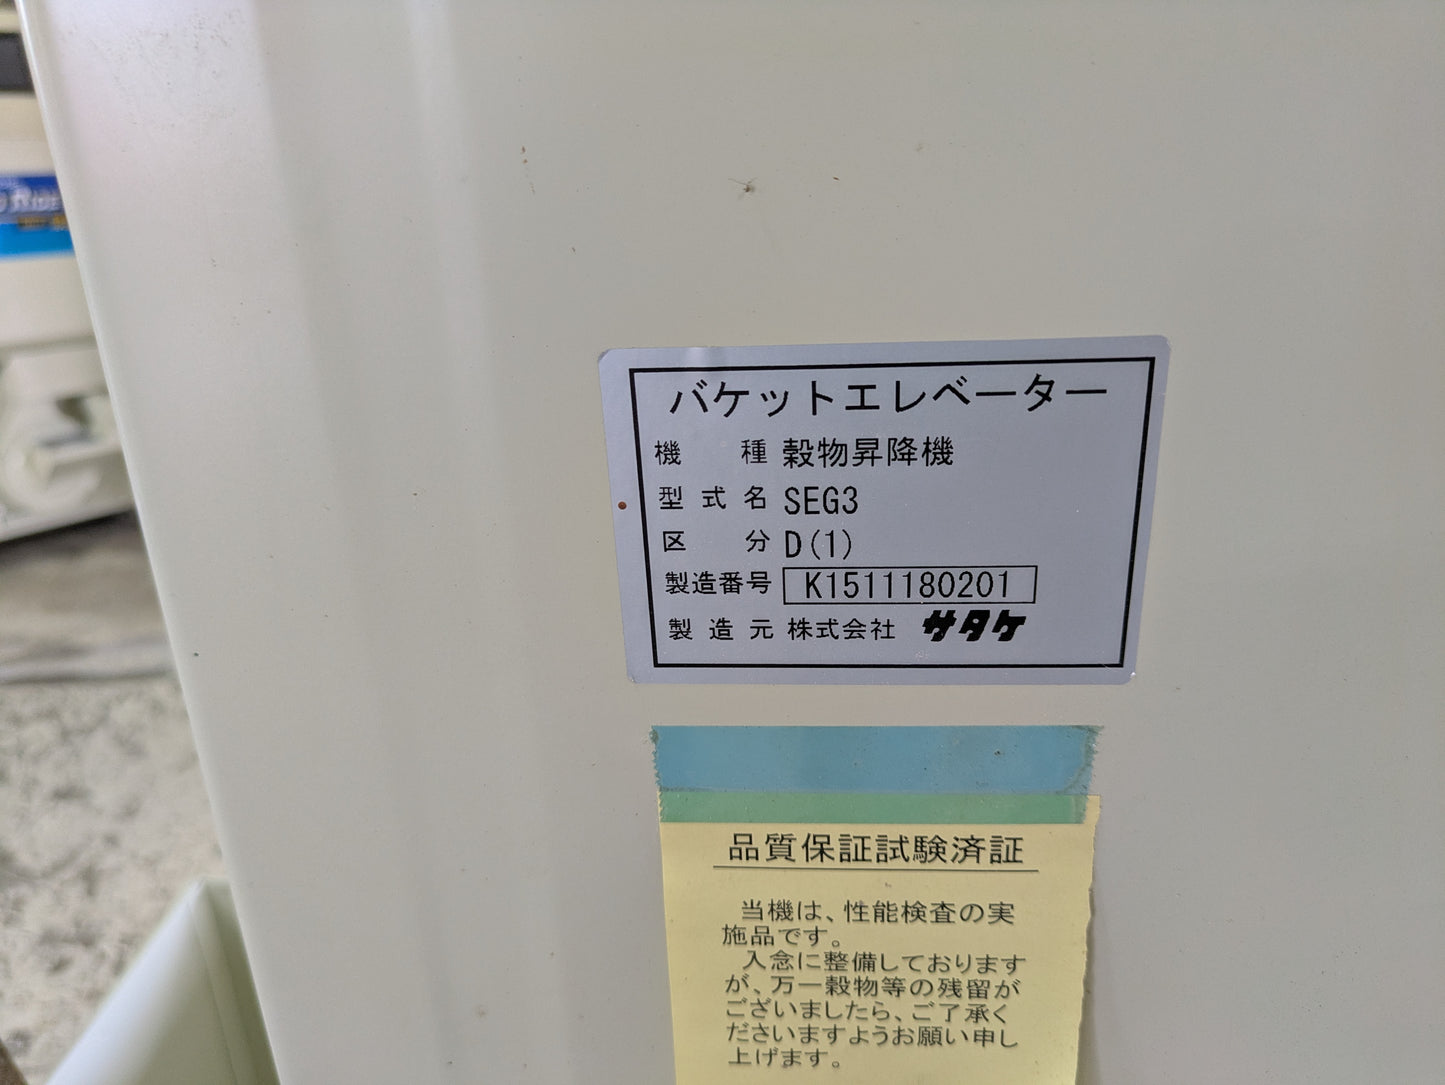 バケットエレベーター
機 種 穀物昇降機
型式名 SEG3
区 分 D(1)
製造番号 K1511180201
製造元 株式会社 サタケ
品質保証試験済証
当機は、性能検査の実
施品です。
入念に整備しております
が、万一穀物等の残留が
ございましたら、ご了承く
ださいますようお願い申し
上げます。